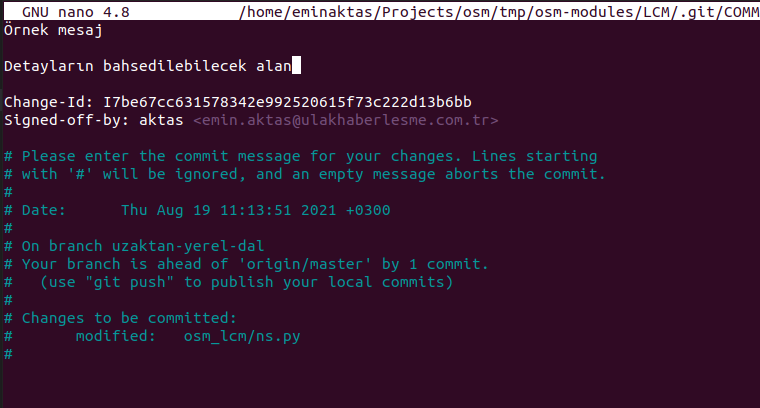 GNU nano 4.8 /home/eminaktas/Projects/osm/tmp/osm-modules/LCM/.git/COMM
Örnek mesaj
Detayların bahsedilebilecek alan
Change-Id: I7be67cc631578342e992520615f73c222d13b6bb
Signed-off-by: aktas <emin.aktas@ulakhaberlesme.com.tr>
# Please enter the commit message for your changes. Lines starting
# with '#' will be ignored, and an empty message aborts the commit.
#
# Date:      Thu Aug 19 11:13:51 2021 +0300
#
# On branch uzaktan-yerel-dal
# Your branch is ahead of 'origin/master' by 1 commit.
#   (use "git push" to publish your local commits)
#
# Changes to be committed:
#       modified:   osm_lcm/ns.py
#